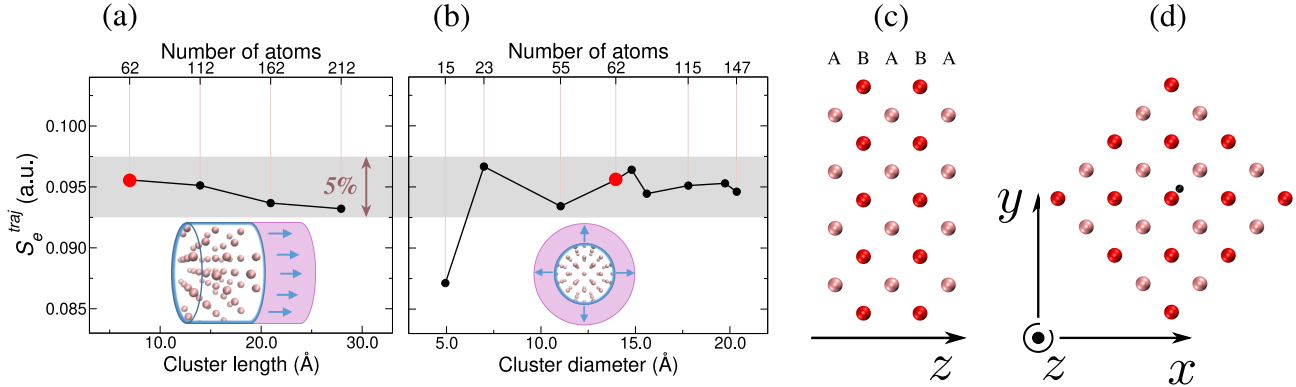 (a)
(b)
(c)
(d)
Number of atoms
62 112 162 212
Number of atoms
15 23 55 62 115 147
A B A B A
0.100
0.095
0.090
0.085
S_e^traj (a.u.)
5%
10.0 20.0 30.0
Cluster length (Å)
5.0 10.0 15.0 20.0
Cluster diameter (Å)
z
y
z
x